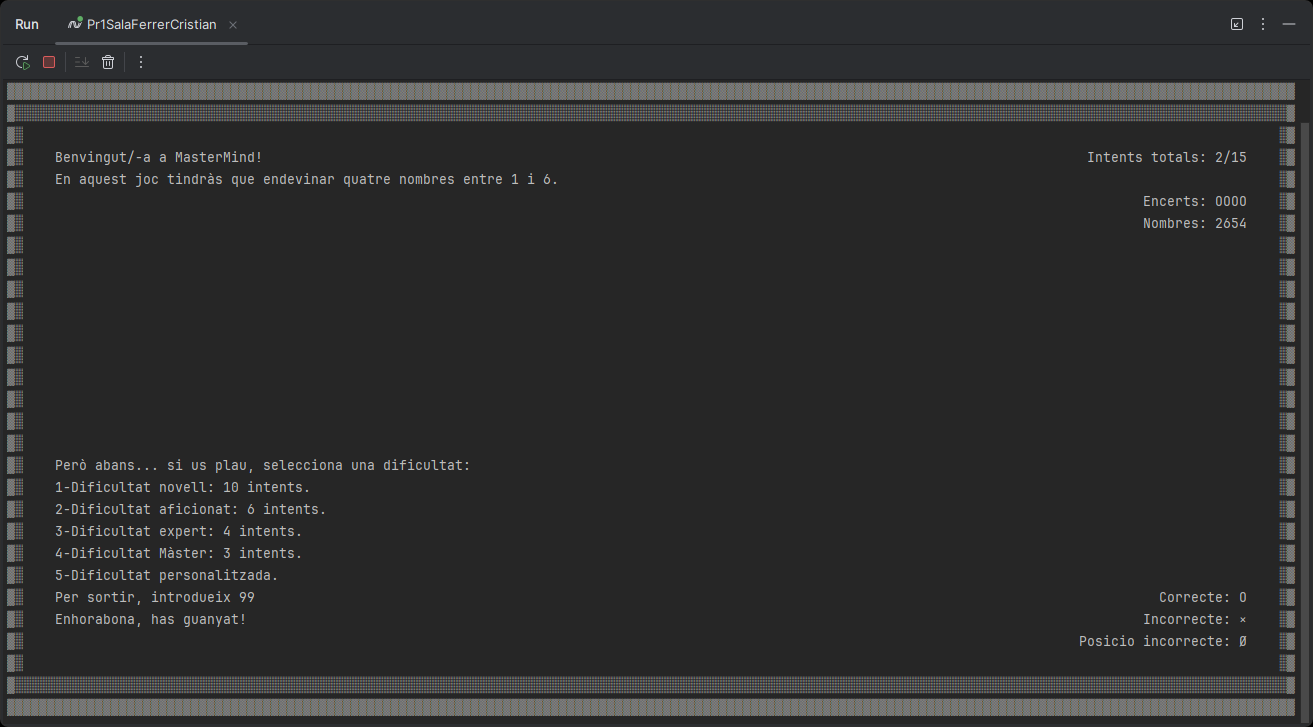 Run Pr1SalaFerrerCristian
Benvingut/-a a MasterMind! Intents totals: 2/15
En aquest joc tindràs que endevinar quatre nombres entre 1 i 6.
Encerts: OOOO
Nombres: 2654
Però abans... si us plau, selecciona una dificultat:
1-Dificultat novell: 10 intents.
2-Dificultat aficionat: 6 intents.
3-Dificultat expert: 4 intents.
4-Dificultat Màster: 3 intents.
5-Dificultat personalitzada.
Per sortir, introdueix 99 Correcte: O
Enhorabona, has guanyat! Incorrecte: ×
Posicio incorrecte: Ø